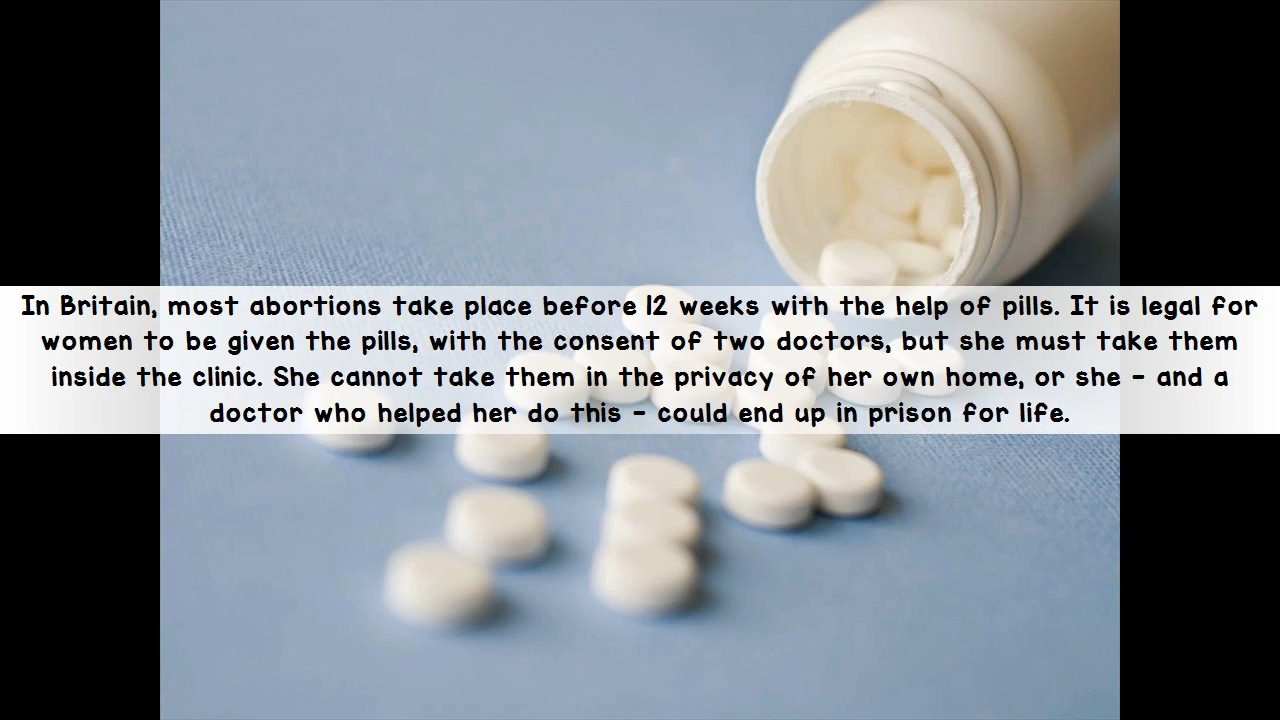 In Britain, most abortions take place before 12 weeks with the help of pills. It is legal for
women to be given the pills, with the consent of two doctors, but she must take them
inside the clinic. She cannot take them in the privacy of her own home, or she - and a
doctor who helped her do this - could end up in prison for life.